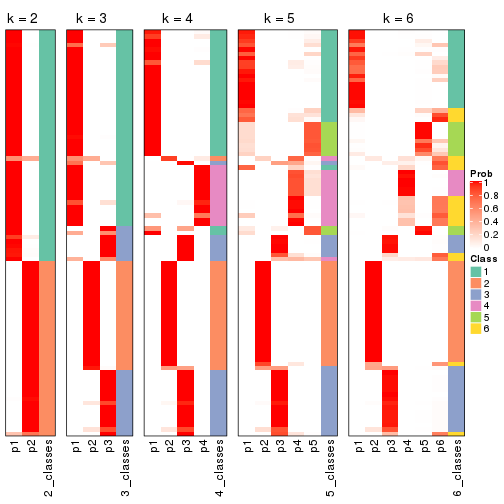 k = 2
k = 3
k = 4
k = 5
k = 6
p1
p2
2_classes
p1
p2
p3
3_classes
p1
p2
p3
p4
4_classes
p1
p2
p3
p4
p5
5_classes
p1
p2
p3
p4
p5
p6
6_classes
Prob
1
0.8
0.6
0.4
0.2
0
Class
1
2
3
4
5
6